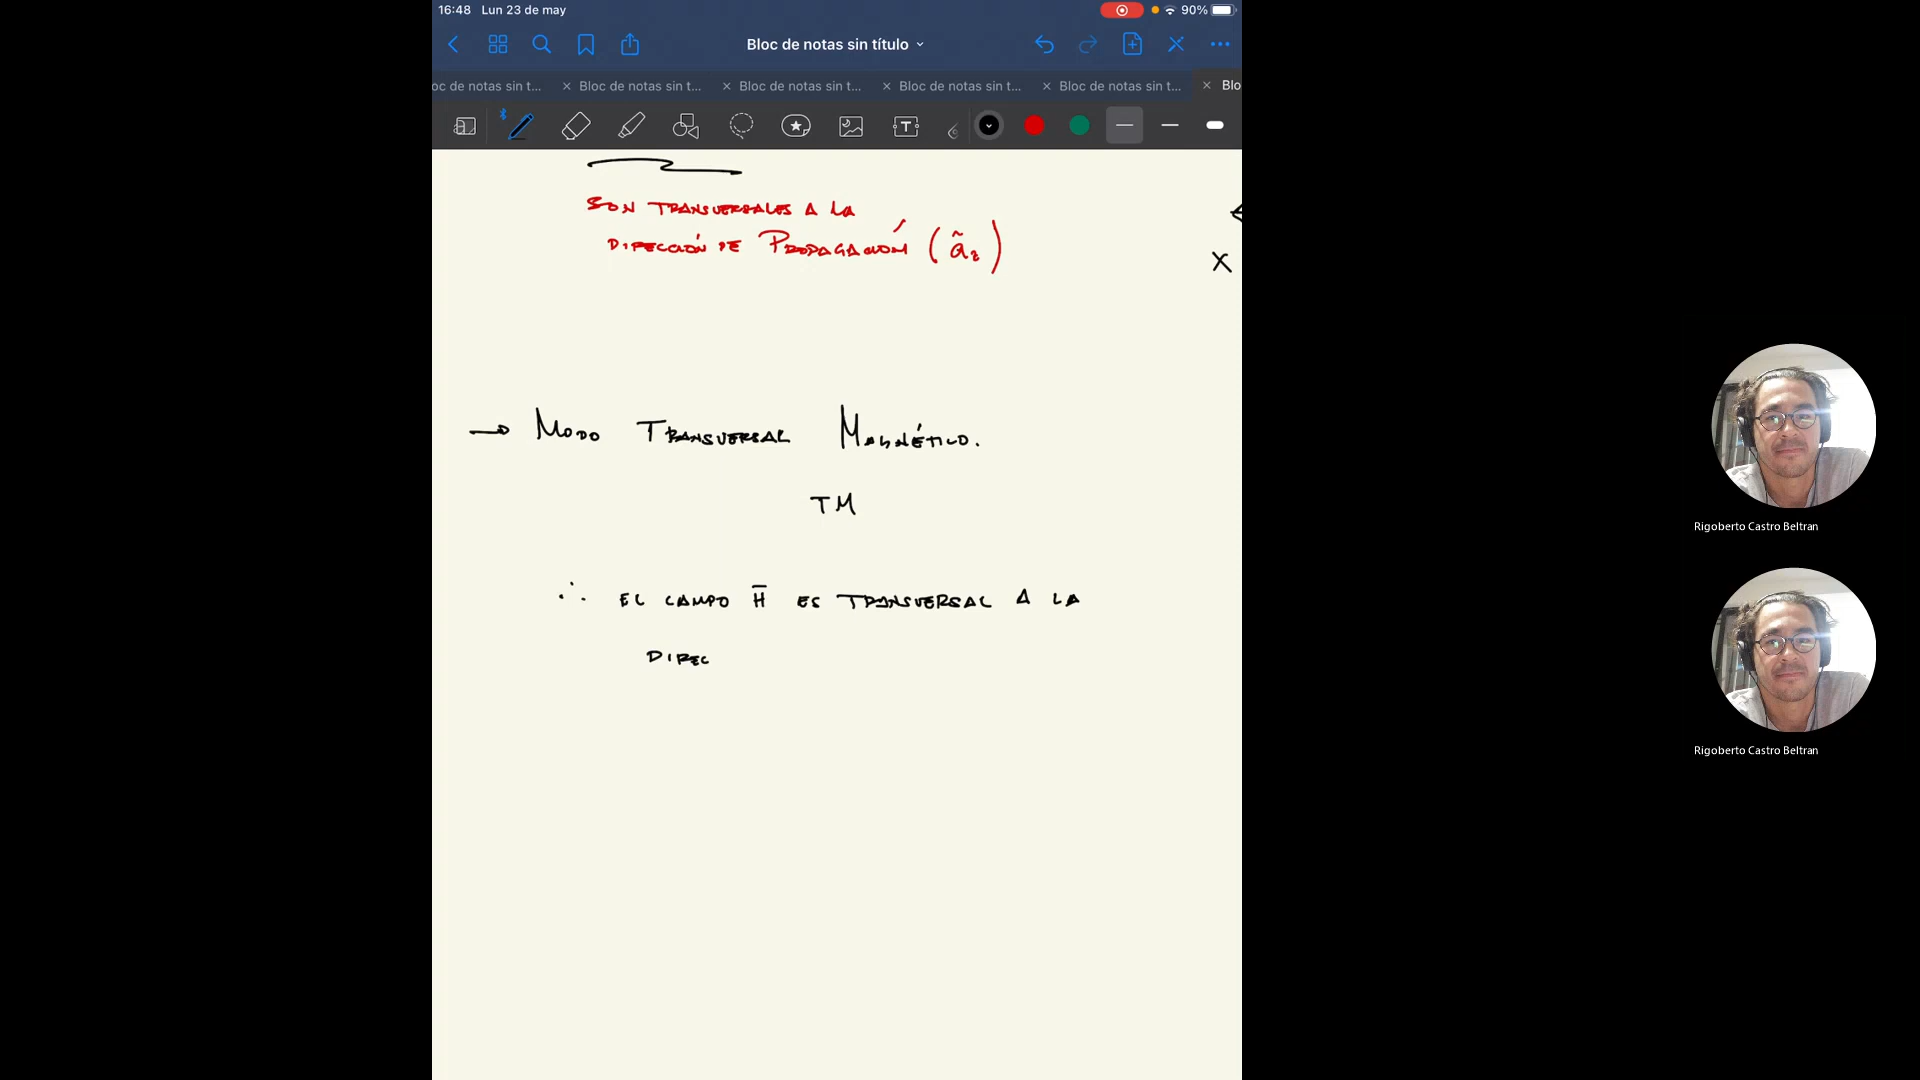 16:48 Lun 23 de may 90%
Bloc de notas sin título
oc de notas sin t... Bloc de notas sin t... Bloc de notas sin t... Bloc de notas sin t... Bloc de notas sin t... Blo
SON TRANSVERSALES A LA
DIRECCIÓN DE PROPAGACIÓN (ã_z)
X
→ MODO TRANSVERSAL MAGNÉTICO.
TM
∴ EL CAMPO H̅ ES TRANSVERSAL A LA
DIREC
Rigoberto Castro Beltran
Rigoberto Castro Beltran